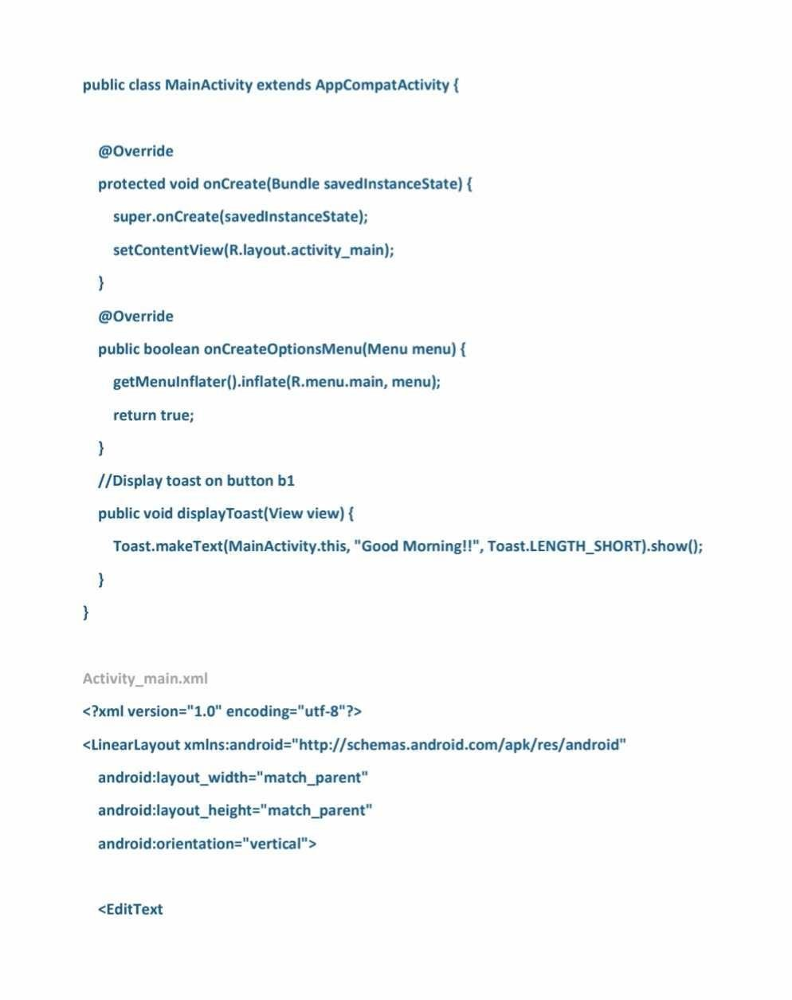 public class MainActivity extends AppCompatActivity {
@Override
protected void onCreate(Bundle savedInstanceState) {
super.onCreate(savedInstanceState);
setContentView(R.layout.activity_main);
}
@Override
public boolean onCreateOptionsMenu(Menu menu) {
getMenuInflater().inflate(R.menu.main, menu);
return true;
}
//Display toast on button b1
public void displayToast(View view) {
Toast.makeText(MainActivity.this, "Good Morning!!", Toast.LENGTH_SHORT).show();
}
}
Activity_main.xml
<?xml version="1.0" encoding="utf-8"?>
<LinearLayout xmlns:android="http://schemas.android.com/apk/res/android"
android:layout_width="match_parent"
android:layout_height="match_parent"
android:orientation="vertical">
<EditText